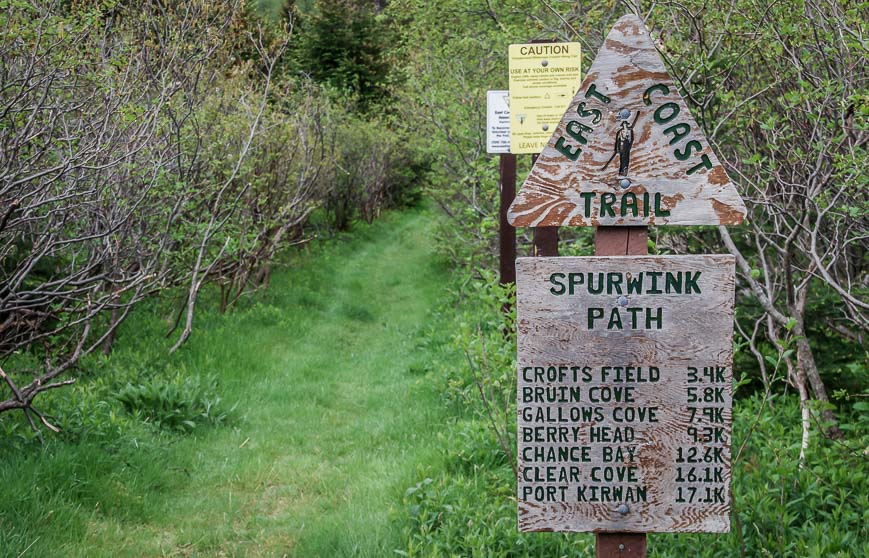 CAUTION
USE AT YOUR OWN RISK
EAST COAST
TRAIL
SPURWINK
PATH
CROFTS FIELD 3.4K
BRUIN COVE 5.8K
GALLOWS COVE 7.9K
BERRY HEAD 9.3K
CHANCE BAY 12.6K
CLEAR COVE 16.1K
PORT KIRWAN 17.1K